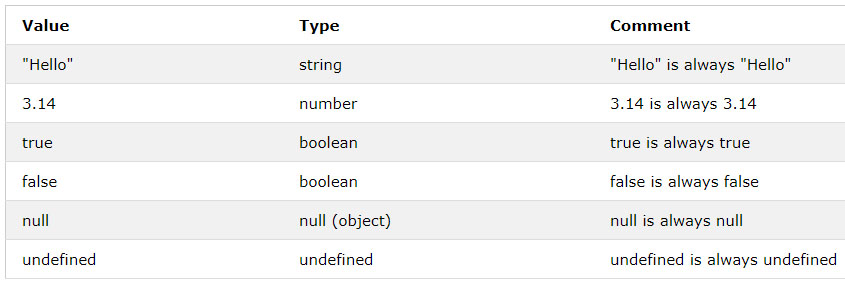 Value Type Comment
"Hello" string "Hello" is always "Hello"
3.14 number 3.14 is always 3.14
true boolean true is always true
false boolean false is always false
null null (object) null is always null
undefined undefined undefined is always undefined